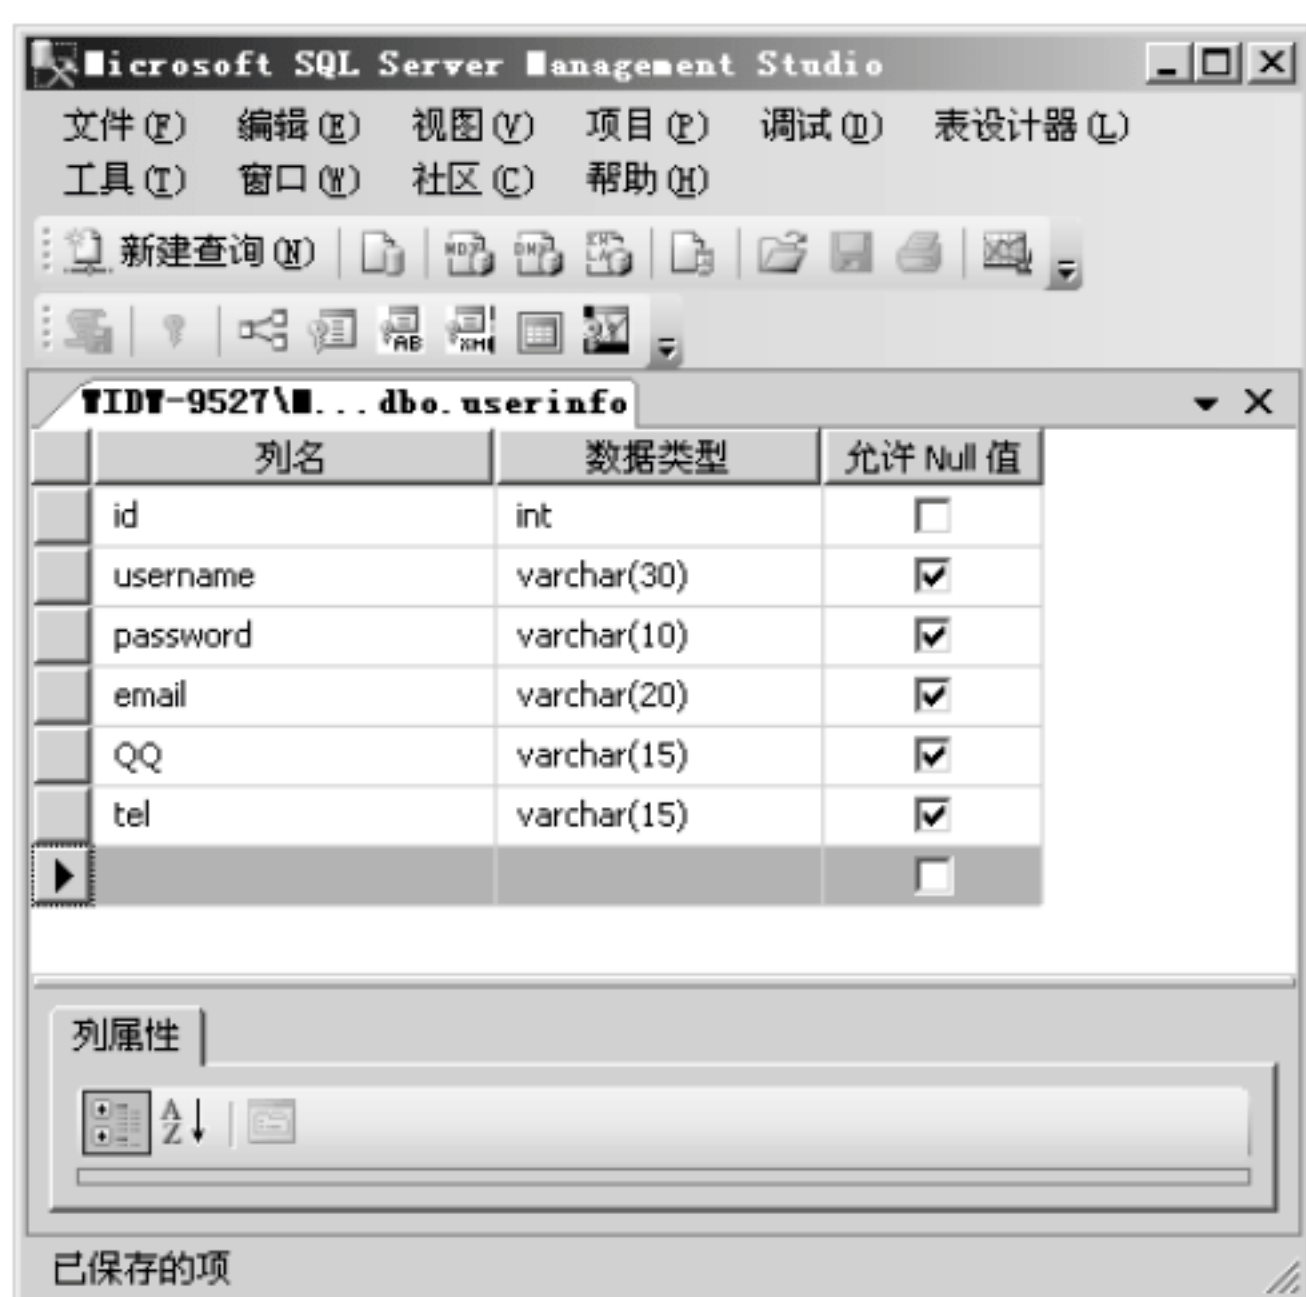 Microsoft SQL Server Management Studio
文件(F) 编辑(E) 视图(V) 项目(P) 调试(D) 表设计器(L)
工具(T) 窗口(W) 社区(C) 帮助(H)
新建查询(N)
dbo.userinfo
列名 数据类型 允许 Null 值
id int
username varchar(30)
password varchar(10)
email varchar(20)
QQ varchar(15)
tel varchar(15)
列属性
已保存的项